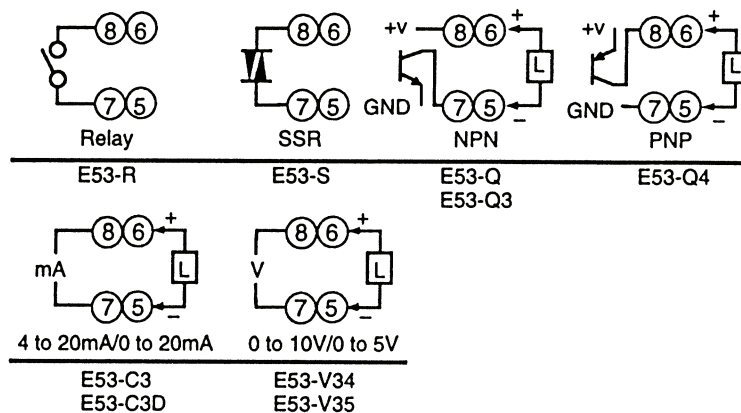 8 6
7 5
Relay
E53-R
8 6
7 5
SSR
E53-S
+v 8 6 +
L
GND 7 5 −
NPN
E53-Q
E53-Q3
+v 8 6 +
L
GND 7 5 −
PNP
E53-Q4
8 6 +
mA L
7 5 −
4 to 20mA/0 to 20mA
E53-C3
E53-C3D
8 6 +
V L
7 5 −
0 to 10V/0 to 5V
E53-V34
E53-V35